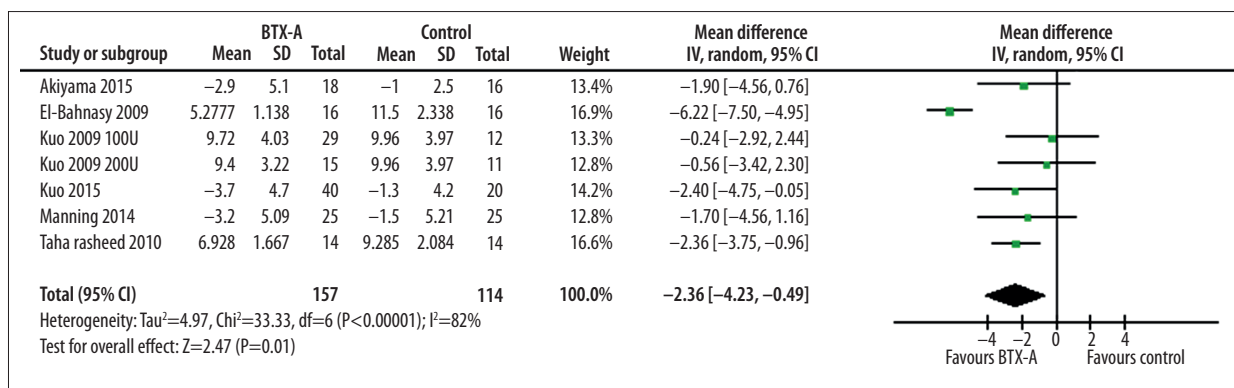 BTX-A Control Mean difference Mean difference
Study or subgroup Mean SD Total Mean SD Total Weight IV, random, 95% CI IV, random, 95% CI
Akiyama 2015 −2.9 5.1 18 −1 2.5 16 13.4% −1.90 [−4.56, 0.76]
El-Bahnasy 2009 5.2777 1.138 16 11.5 2.338 16 16.9% −6.22 [−7.50, −4.95]
Kuo 2009 100U 9.72 4.03 29 9.96 3.97 12 13.3% −0.24 [−2.92, 2.44]
Kuo 2009 200U 9.4 3.22 15 9.96 3.97 11 12.8% −0.56 [−3.42, 2.30]
Kuo 2015 −3.7 4.7 40 −1.3 4.2 20 14.2% −2.40 [−4.75, −0.05]
Manning 2014 −3.2 5.09 25 −1.5 5.21 25 12.8% −1.70 [−4.56, 1.16]
Taha rasheed 2010 6.928 1.667 14 9.285 2.084 14 16.6% −2.36 [−3.75, −0.96]
Total (95% CI) 157 114 100.0% −2.36 [−4.23, −0.49]
Heterogeneity: Tau²=4.97, Chi²=33.33, df=6 (P<0.00001); I²=82%
Test for overall effect: Z=2.47 (P=0.01)
−4 −2 0 2 4
Favours BTX-A Favours control